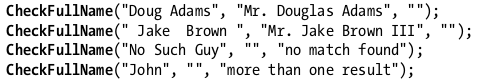 CheckFullName("Doug Adams", "Mr. Douglas Adams", "");
CheckFullName(" Jake  Brown ", "Mr. Jake Brown III", "");
CheckFullName("No Such Guy", "", "no match found");
CheckFullName("John", "", "more than one result");